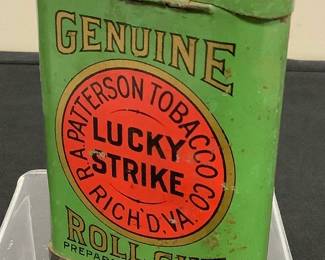 GENUINE
R.A. PATTERSON TOBACCO CO.
LUCKY
STRIKE
RICH'D, VA.
ROLL CUT